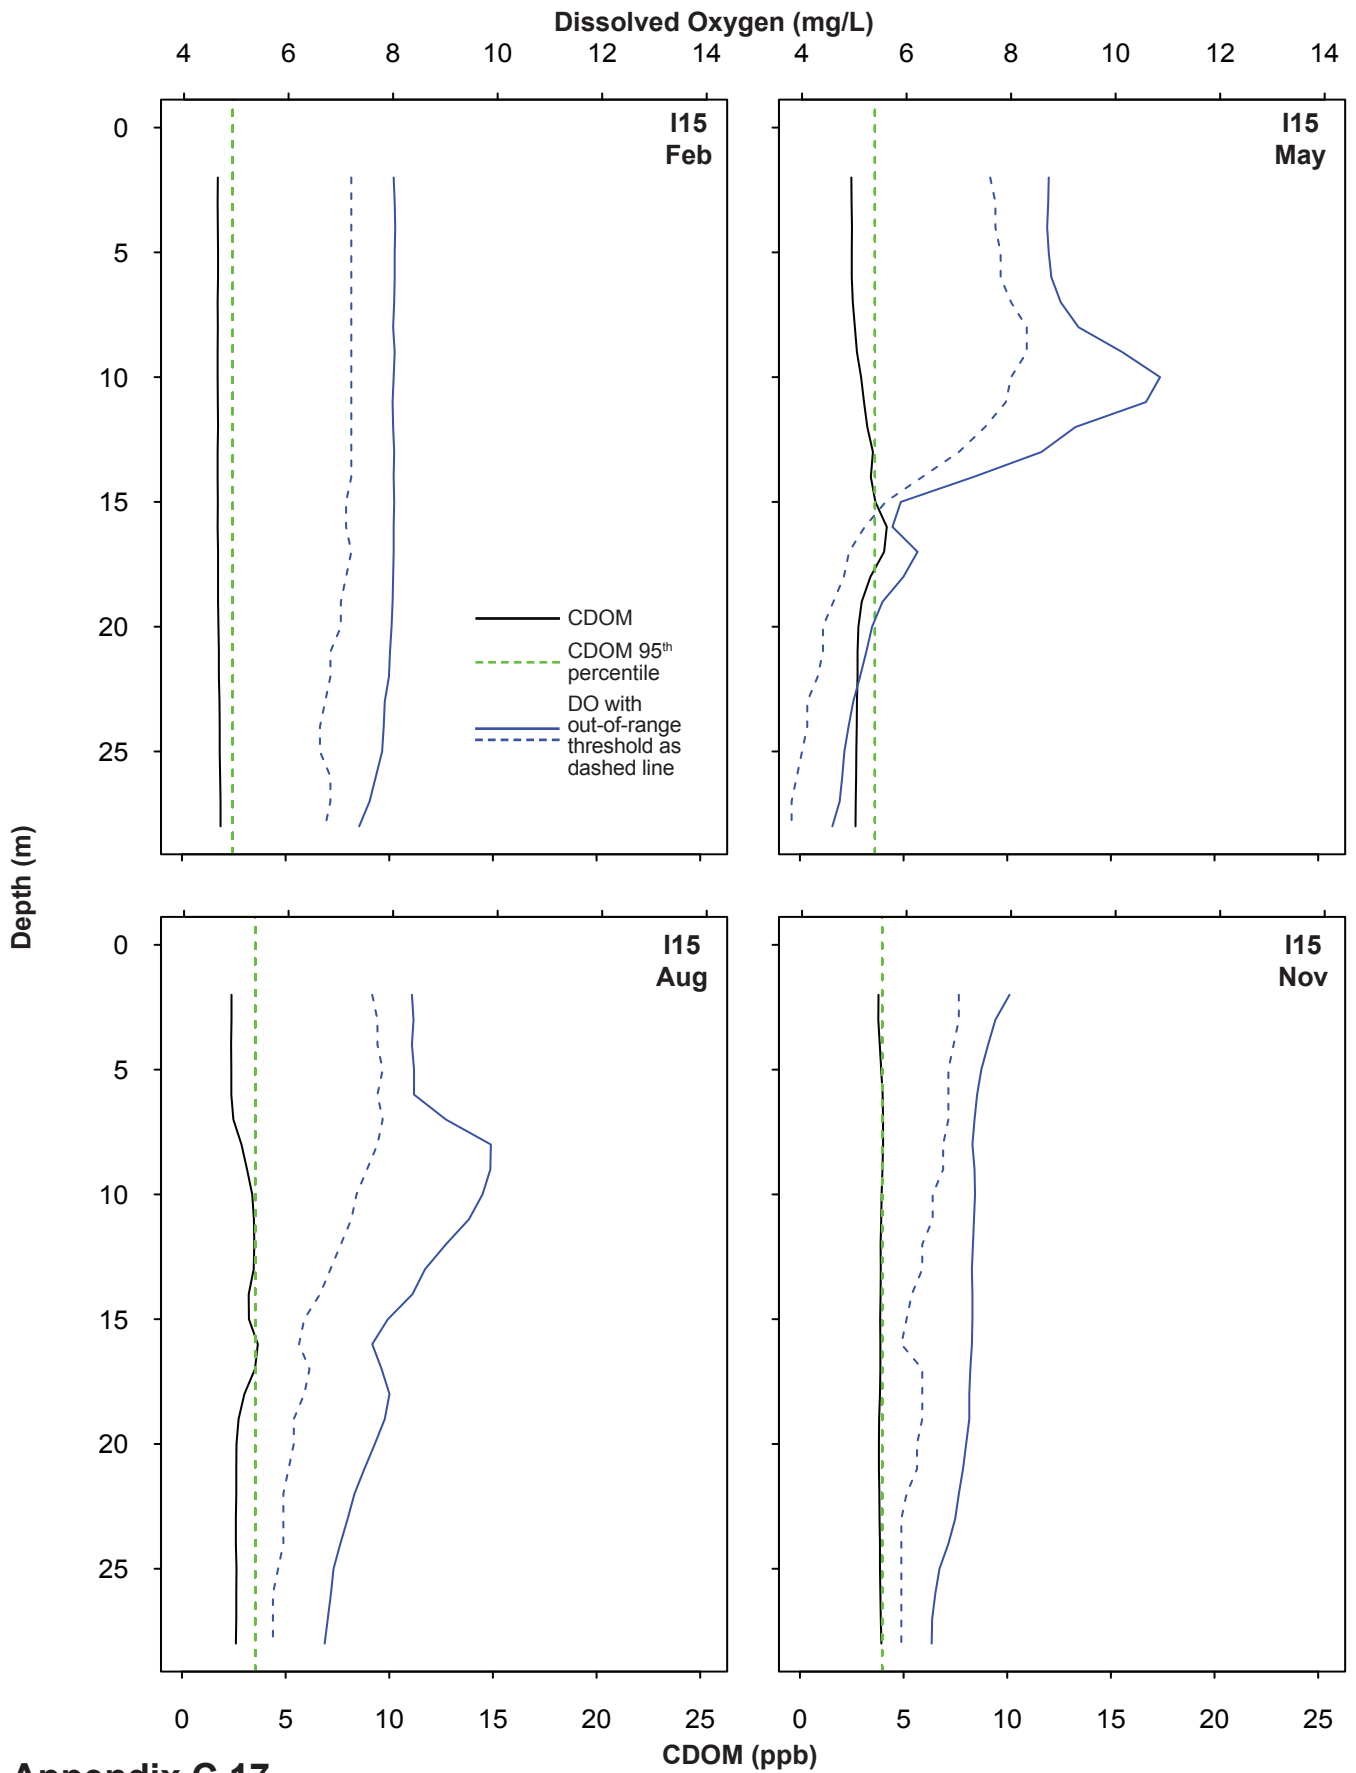 Dissolved Oxygen (mg/L)
4 6 8 10 12 14 4 6 8 10 12 14
I15
Feb
I15
May
0
5
10
15
20
25
CDOM
CDOM 95th
percentile
DO with
out-of-range
threshold as
dashed line
Depth (m)
I15
Aug
I15
Nov
0
5
10
15
20
25
0 5 10 15 20 25 0 5 10 15 20 25
CDOM (ppb)
Appendix C.17